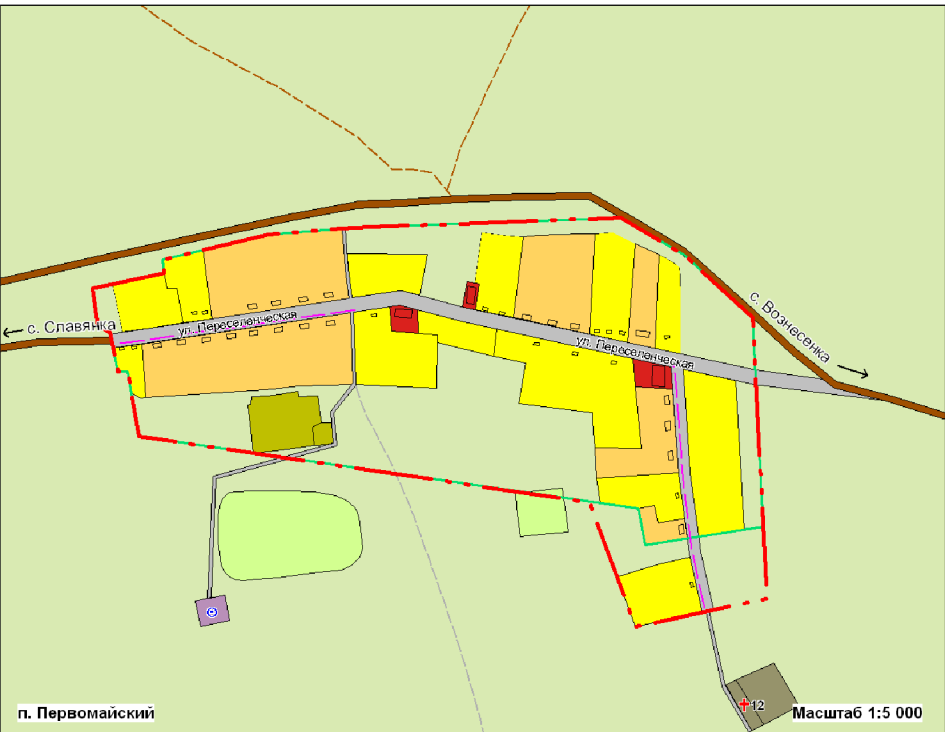 с. Славянка
ул. Переселенческая
ул. Переселенческая
с. Вознесенка
12
п. Первомайский
Масштаб 1:5 000